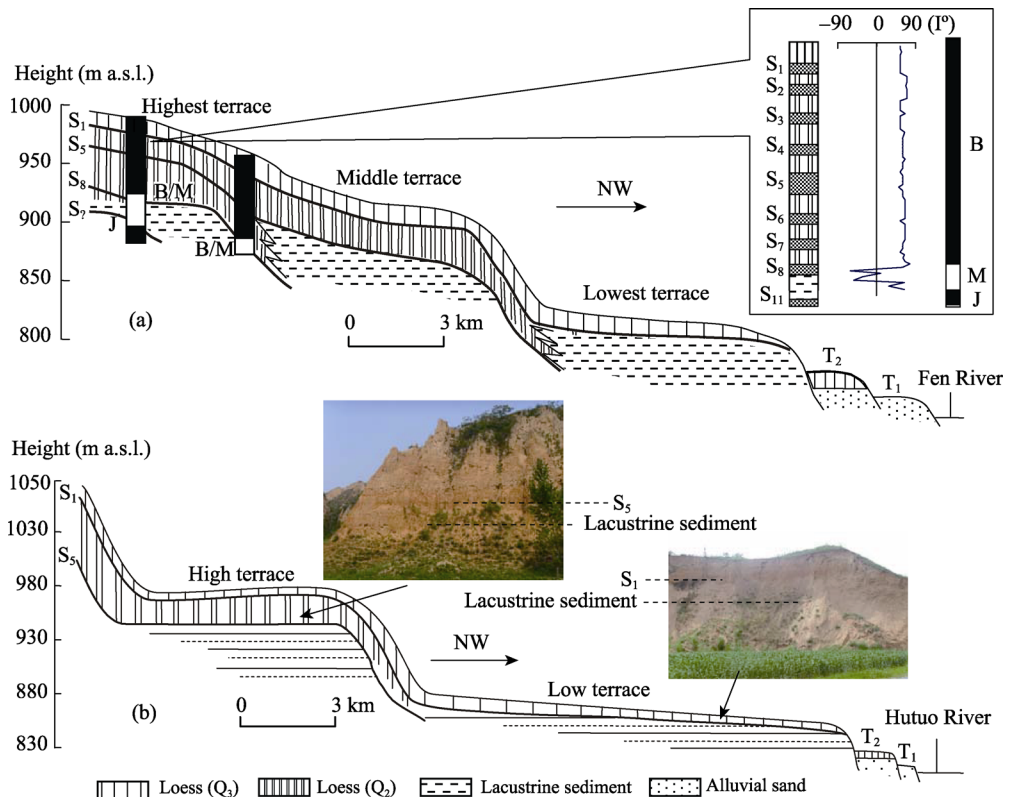 Height (m a.s.l.)
1000
950
900
850
800
S1
S5
S8
S?
Highest terrace
B/M
J
B/M
Middle terrace
NW
Lowest terrace
(a)
0 3 km
T2
T1
Fen River
−90 0 90 (I°)
S1
S2
S3
S4
S5
S6
S7
S8
S11
B
M
J
Height (m a.s.l.)
1050
1030
980
930
880
830
S1
S5
High terrace
S5
Lacustrine sediment
S1
Lacustrine sediment
NW
Low terrace
(b)
0 3 km
T2
T1
Hutuo River
Loess (Q3) Loess (Q2) Lacustrine sediment Alluvial sand